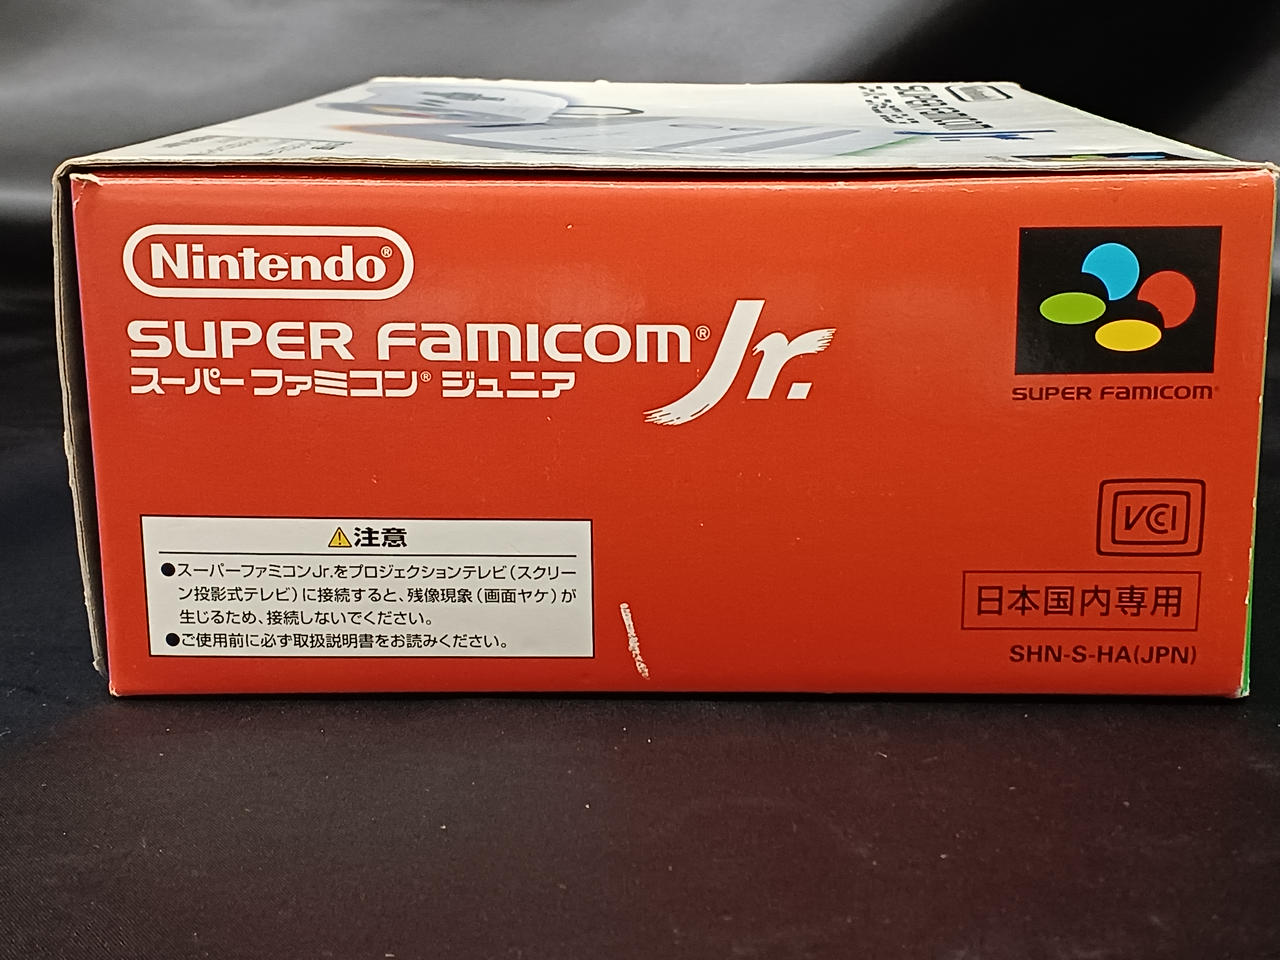 Nintendo®
SUPER Famicom® Jr.
スーパーファミコン® ジュニア
SUPER Famicom®
VCCI
⚠注意
●スーパーファミコンJr.をプロジェクションテレビ(スクリー
ン投影式テレビ)に接続すると、残像現象(画面ヤケ)が
生じるため、接続しないでください。
●ご使用前に必ず取扱説明書をお読みください。
日本国内専用
SHN-S-HA(JPN)